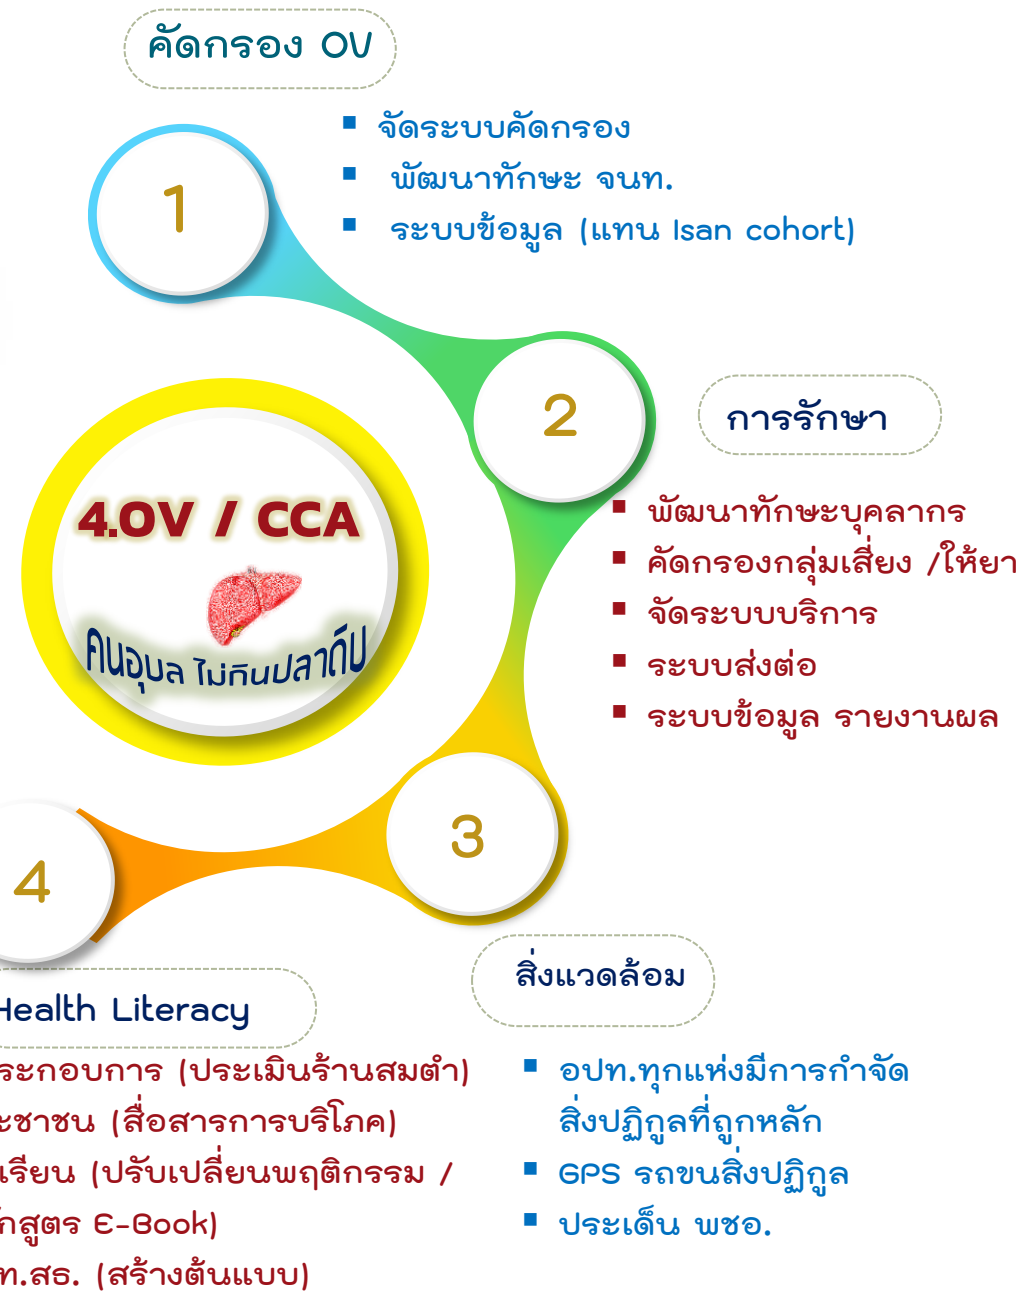 คัดกรอง OV
▪ จัดระบบคัดกรอง
▪ พัฒนาทักษะ จนท.
▪ ระบบข้อมูล (แทน Isan cohort)
1
2
การรักษา
▪ พัฒนาทักษะบุคลากร
▪ คัดกรองกลุ่มเสี่ยง /ให้ยา
▪ จัดระบบบริการ
▪ ระบบส่งต่อ
▪ ระบบข้อมูล รายงานผล
4.OV / CCA
คนอุบล ไม่กินปลาดิบ
3
4
สิ่งแวดล้อม
▪ อปท.ทุกแห่งมีการกำจัด
สิ่งปฏิกูลที่ถูกหลัก
▪ GPS รถขนสิ่งปฏิกูล
▪ ประเด็น พชอ.
Health Literacy
ระกอบการ (ประเมินร้านสมตำ)
ะชาชน (สื่อสารการบริโภค)
เรียน (ปรับเปลี่ยนพฤติกรรม /
ักสูตร E-Book)
ท.สธ. (สร้างต้นแบบ)